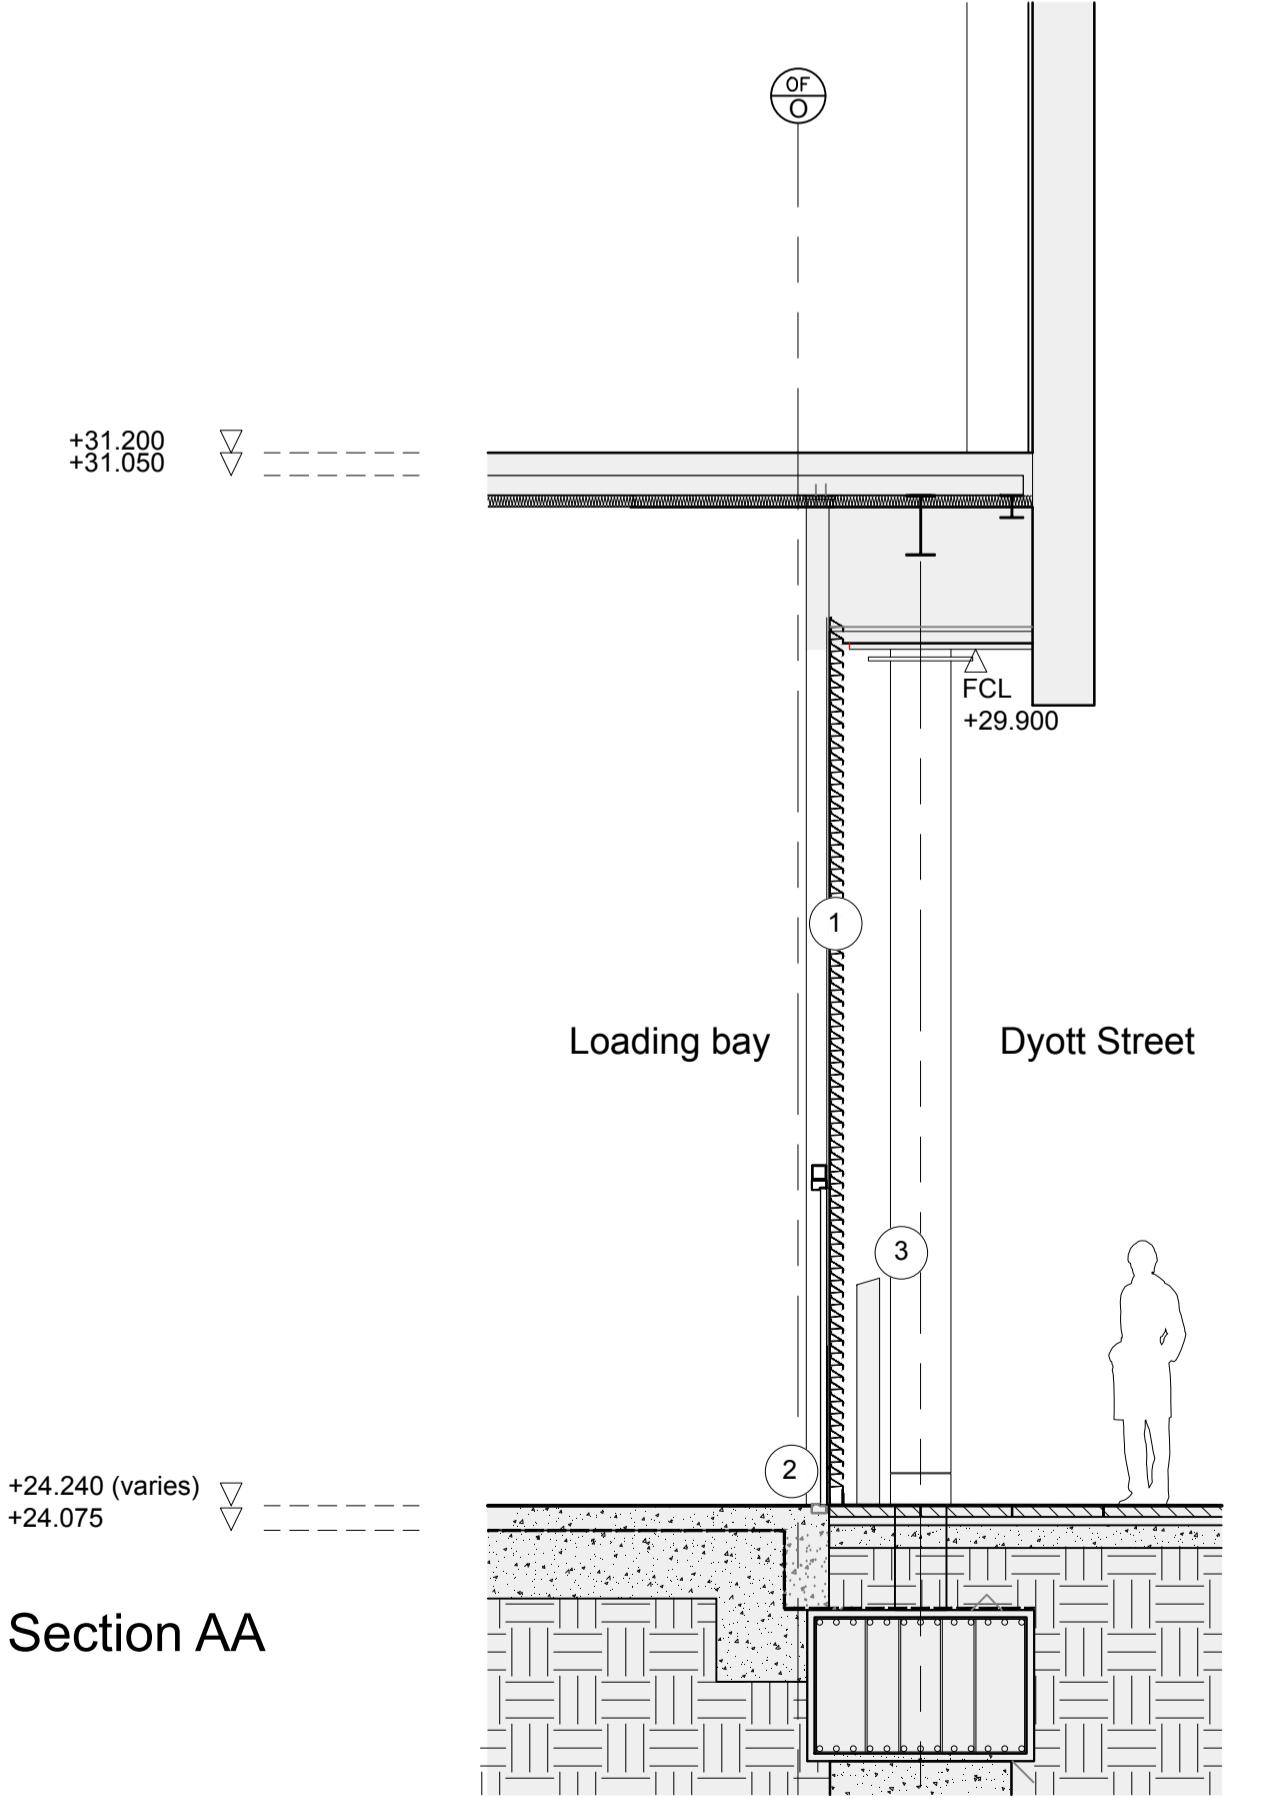 OF
O
+31.200
+31.050
FCL
+29.900
1
Loading bay
Dyott Street
3
2
+24.240 (varies)
+24.075
Section AA